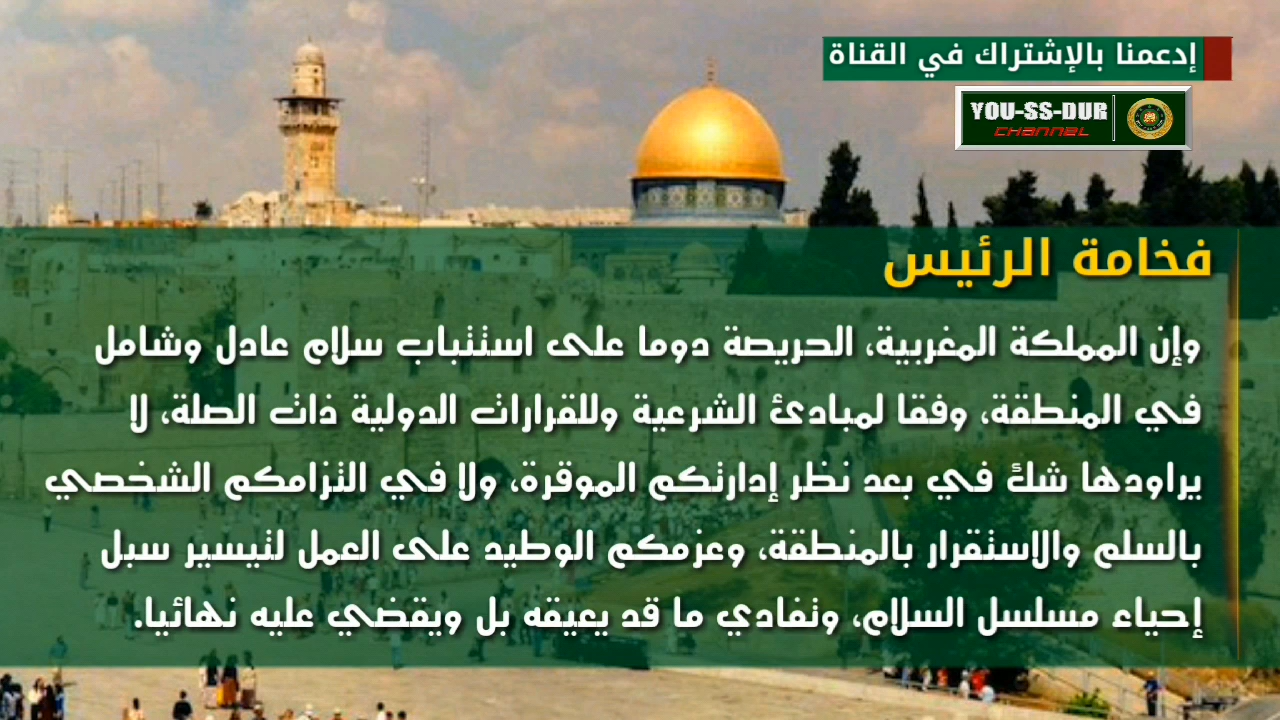 إدعمنا بالإشتراك في القناة
YOU-SS-DUR
CHANNEL
فخامة الرئيس
وإن المملكة المغربية، الحريصة دوما على استتباب سلام عادل وشامل
في المنطقة، وفقا لمبادئ الشرعية وللقرارات الدولية ذات الصلة، لا
يراودها شك في بعد نظر إدارتكم الموقرة، ولا في التزامكم الشخصي
بالسلم والاستقرار بالمنطقة، وعزمكم الوطيد على العمل لتيسير سبل
إحياء مسلسل السلام، وتفادي ما قد يعيقه بل ويقضي عليه نهائيا.